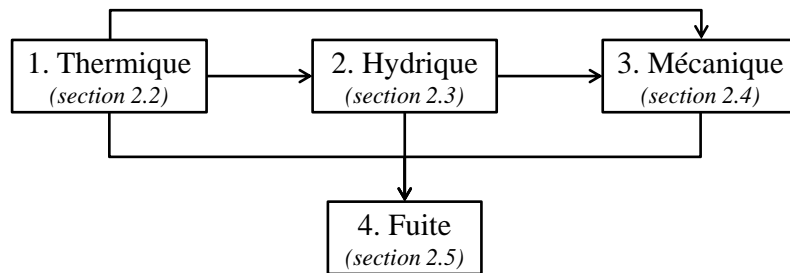 1. Thermique
(section 2.2)
2. Hydrique
(section 2.3)
3. Mécanique
(section 2.4)
4. Fuite
(section 2.5)